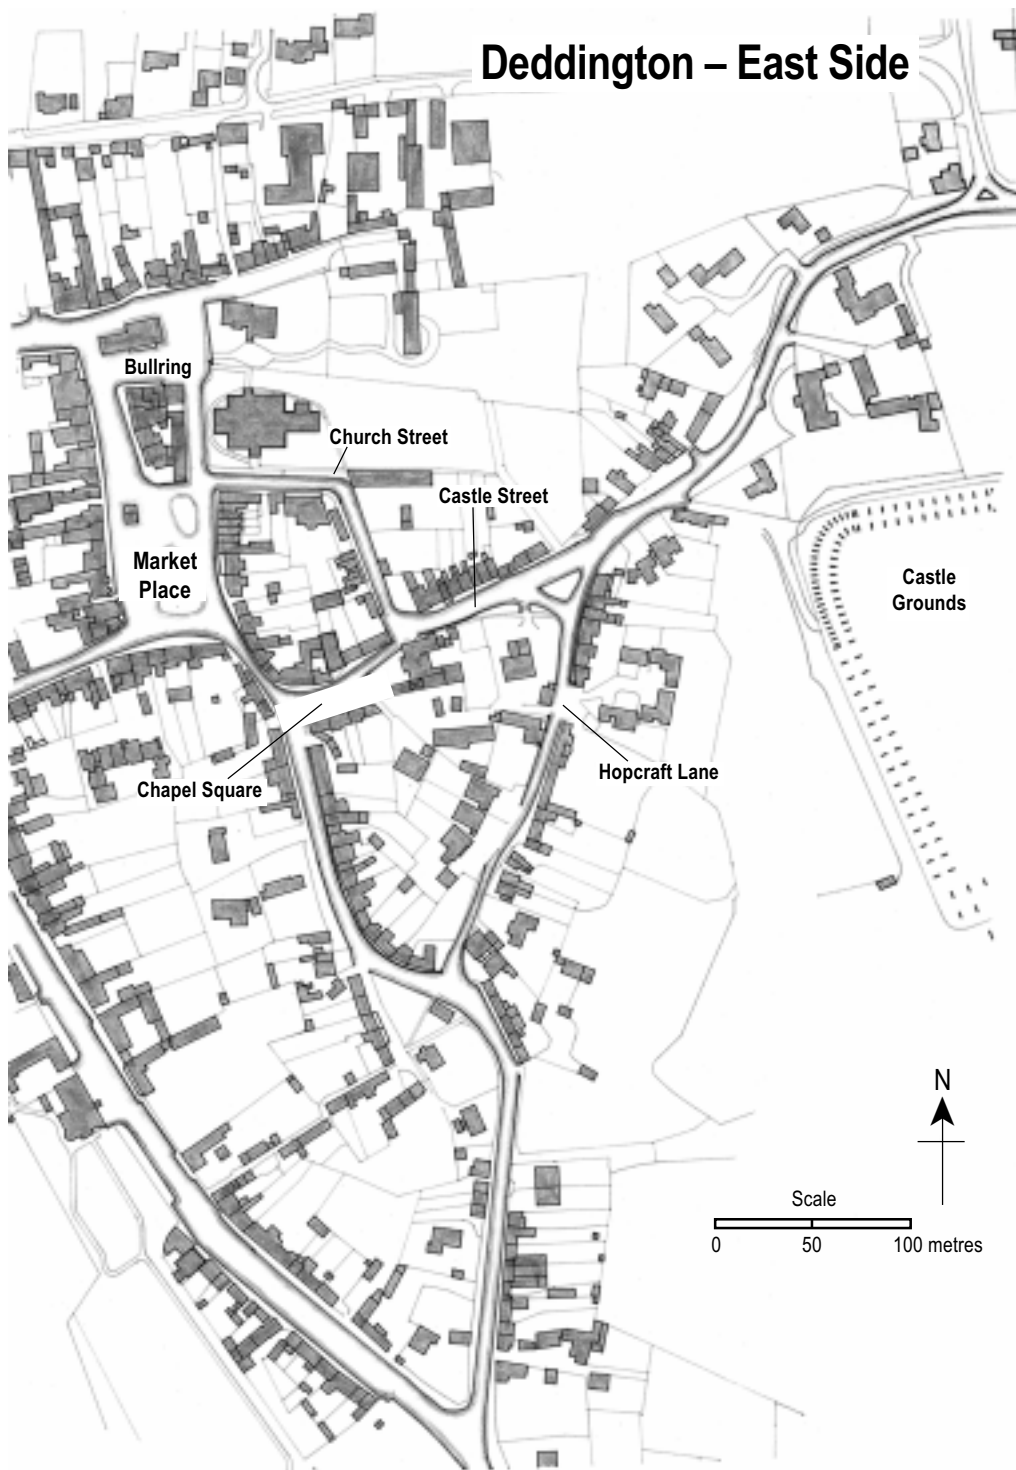 Deddington – East Side
Bullring
Church Street
Castle Street
Market
Place
Castle
Grounds
Hopcraft Lane
Chapel Square
N
Scale
0 50 100 metres